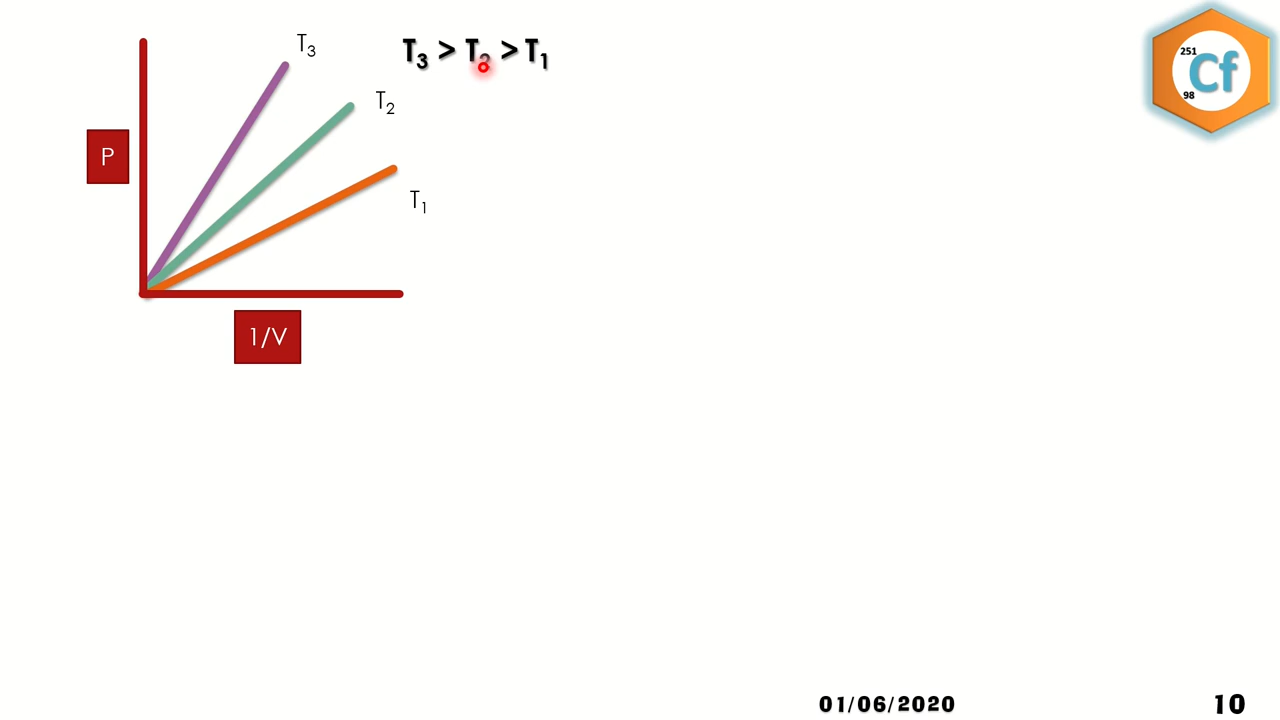 T₃
T₃ > T₂ > T₁
T₂
P
T₁
1/V
251
Cf
98
01/06/2020
10